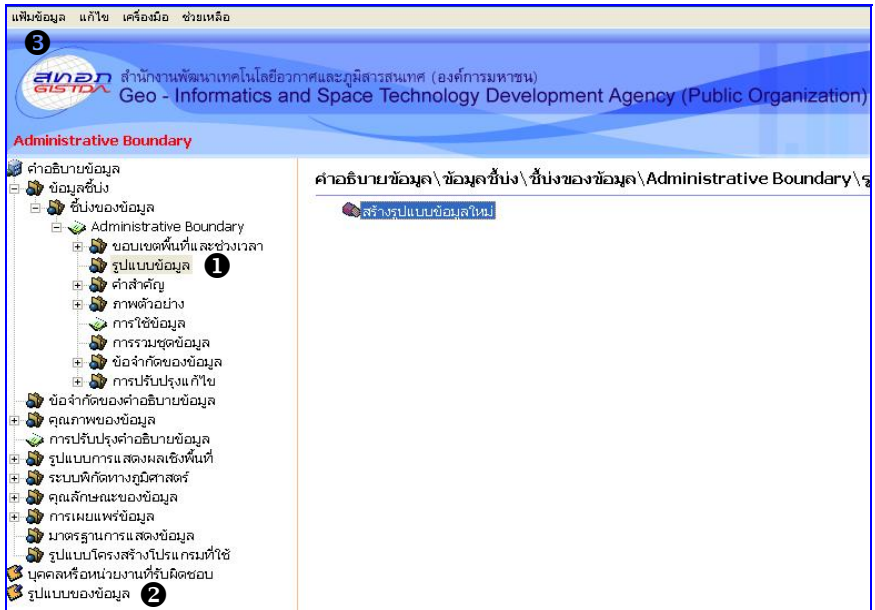 แฟ้มข้อมูล แก้ไข เครื่องมือ ช่วยเหลือ
❸
สทอภ
GISTDA
สำนักงานพัฒนาเทคโนโลยีอวกาศและภูมิสารสนเทศ (องค์การมหาชน)
Geo - Informatics and Space Technology Development Agency (Public Organization)
Administrative Boundary
คำอธิบายข้อมูล
ข้อมูลชี้บ่ง
ชี้บ่งของข้อมูล
Administrative Boundary
ขอบเขตพื้นที่และช่วงเวลา
รูปแบบข้อมูล ❶
คำสำคัญ
ภาพตัวอย่าง
การใช้ข้อมูล
การรวมชุดข้อมูล
ข้อจำกัดของข้อมูล
การปรับปรุงแก้ไข
ข้อจำกัดของคำอธิบายข้อมูล
คุณภาพของข้อมูล
การปรับปรุงคำอธิบายข้อมูล
รูปแบบการแสดงผลเชิงพื้นที่
ระบบพิกัดทางภูมิศาสตร์
คุณลักษณะของข้อมูล
การเผยแพร่ข้อมูล
มาตรฐานการแสดงข้อมูล
รูปแบบโครงสร้างโปรแกรมที่ใช้
บุคคลหรือหน่วยงานที่รับผิดชอบ
รูปแบบของข้อมูล ❷
คำอธิบายข้อมูล\ข้อมูลชี้บ่ง\ชี้บ่งของข้อมูล\Administrative Boundary\รู
สร้างรูปแบบข้อมูลใหม่